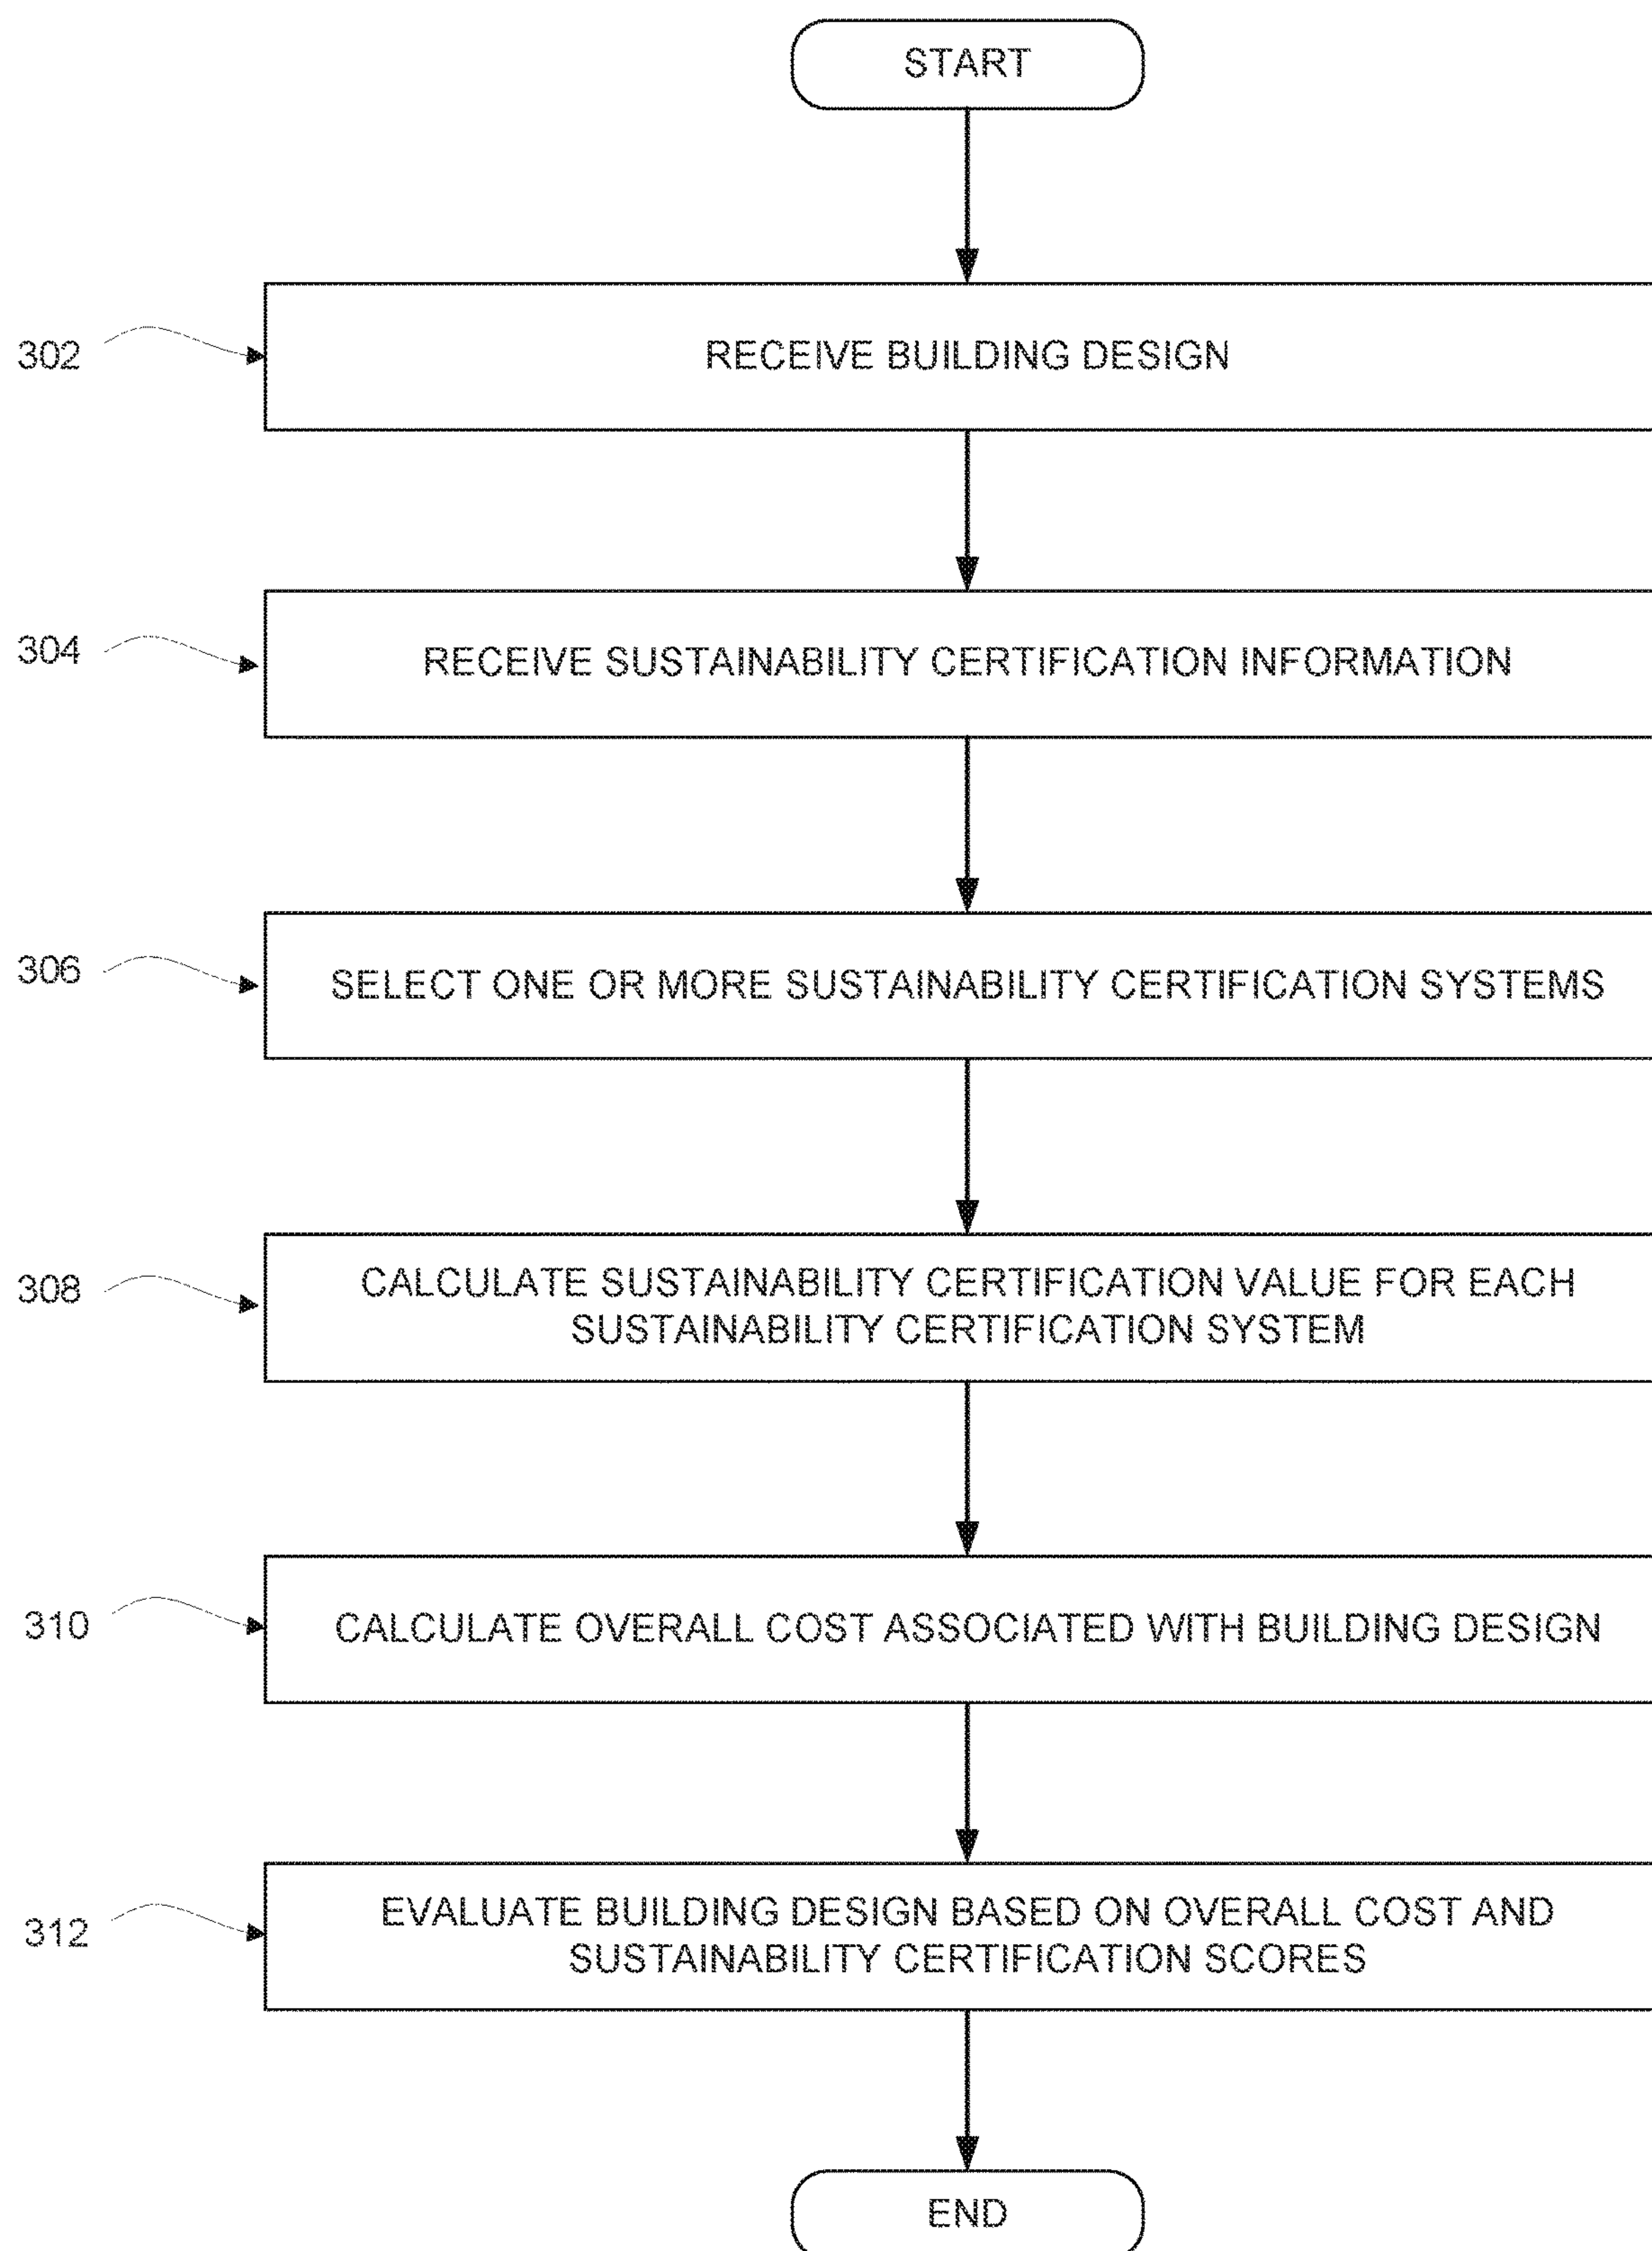 START
302
RECEIVE BUILDING DESIGN
304
RECEIVE SUSTAINABILITY CERTIFICATION INFORMATION
306
SELECT ONE OR MORE SUSTAINABILITY CERTIFICATION SYSTEMS
308
CALCULATE SUSTAINABILITY CERTIFICATION VALUE FOR EACH
SUSTAINABILITY CERTIFICATION SYSTEM
310
CALCULATE OVERALL COST ASSOCIATED WITH BUILDING DESIGN
312
EVALUATE BUILDING DESIGN BASED ON OVERALL COST AND
SUSTAINABILITY CERTIFICATION SCORES
END